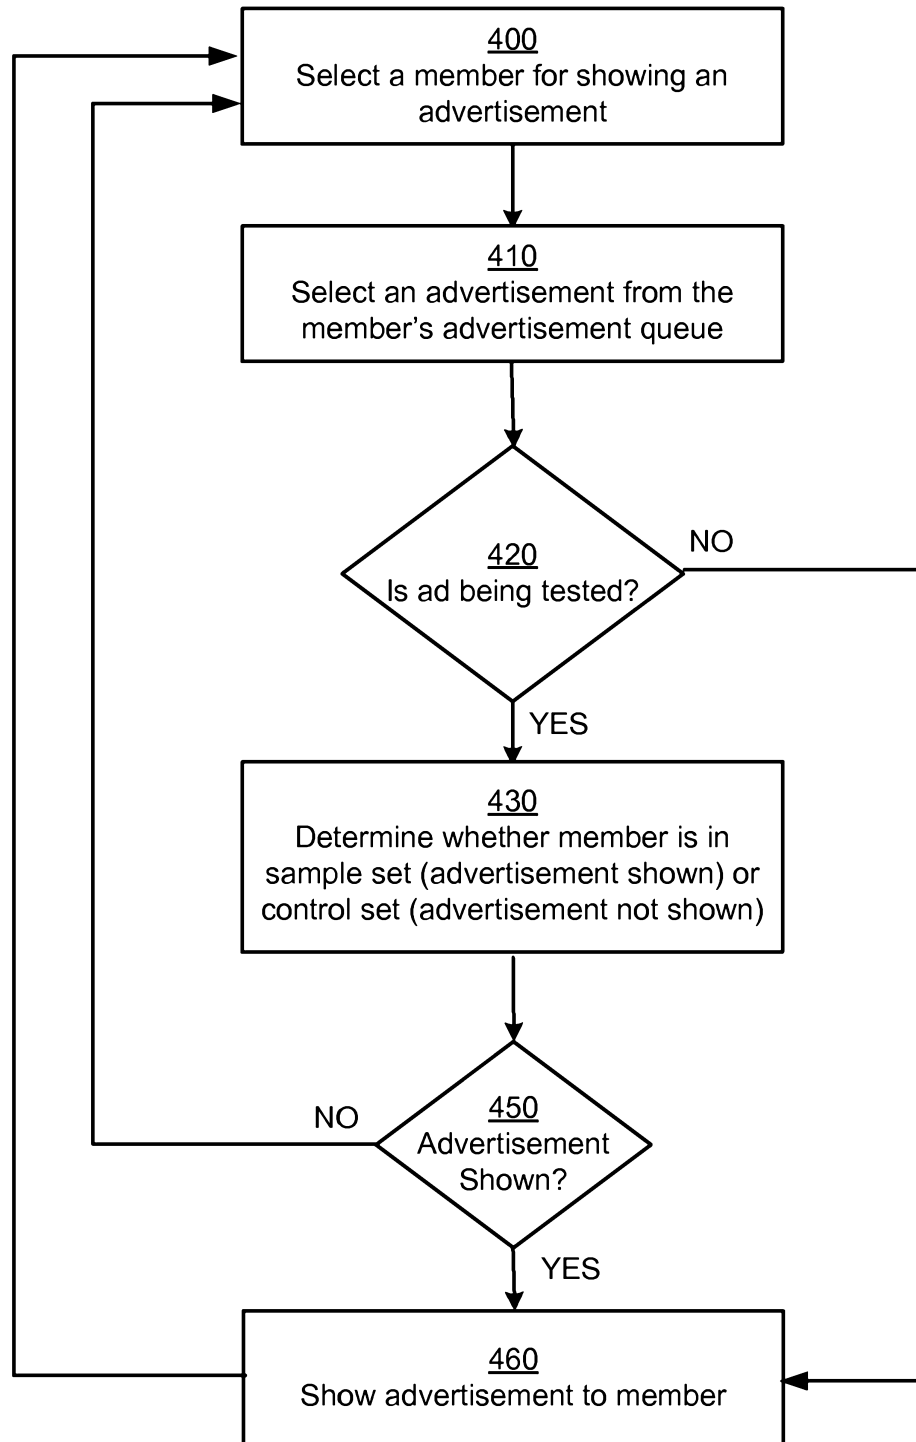 400
Select a member for showing an
advertisement
410
Select an advertisement from the
member's advertisement queue
420
Is ad being tested?
NO
YES
430
Determine whether member is in
sample set (advertisement shown) or
control set (advertisement not shown)
NO
450
Advertisement
Shown?
YES
460
Show advertisement to member